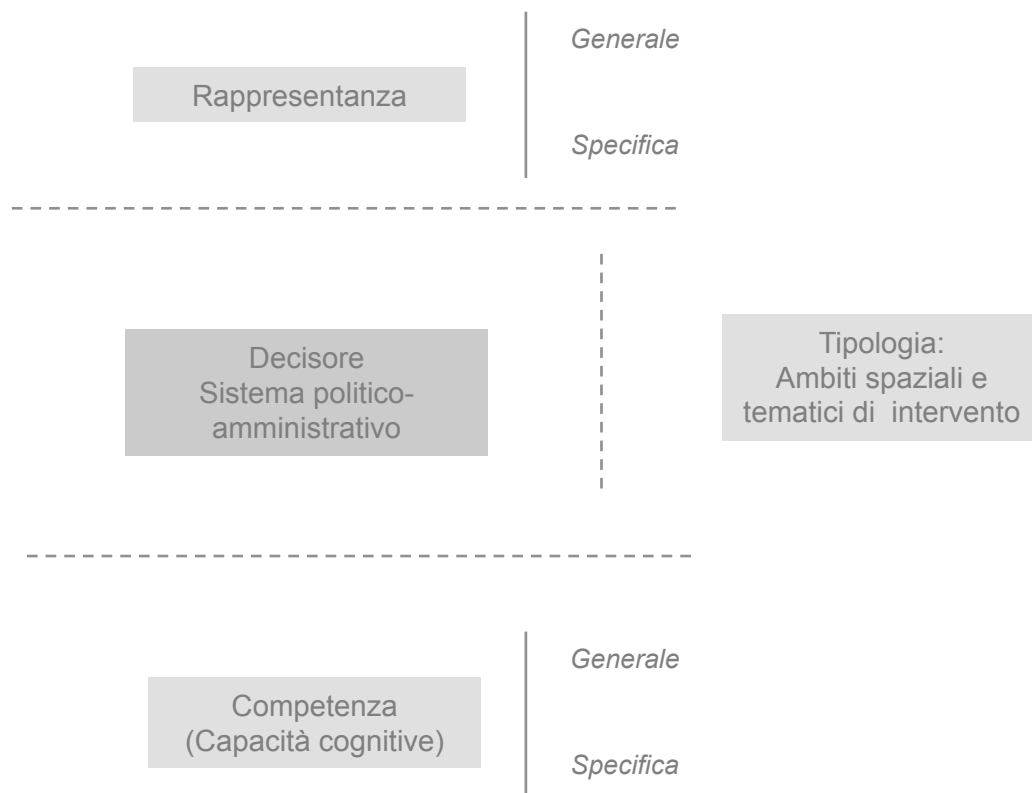 Generale
Rappresentanza
Specifica
Decisore
Sistema politico-
amministrativo
Tipologia:
Ambiti spaziali e
tematici di intervento
Generale
Competenza
(Capacità cognitive)
Specifica